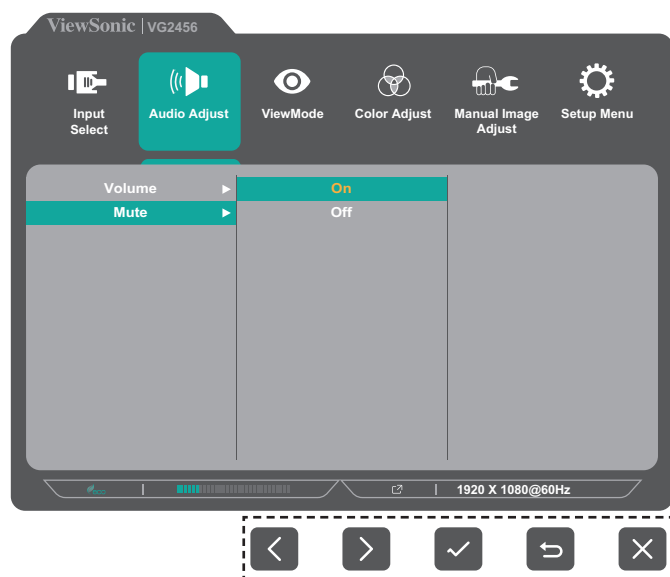 ViewSonic | VG2456
Input
Select
Audio Adjust
ViewMode
Color Adjust
Manual Image
Adjust
Setup Menu
Volume
On
Mute
Off
eco
1920 X 1080@60Hz